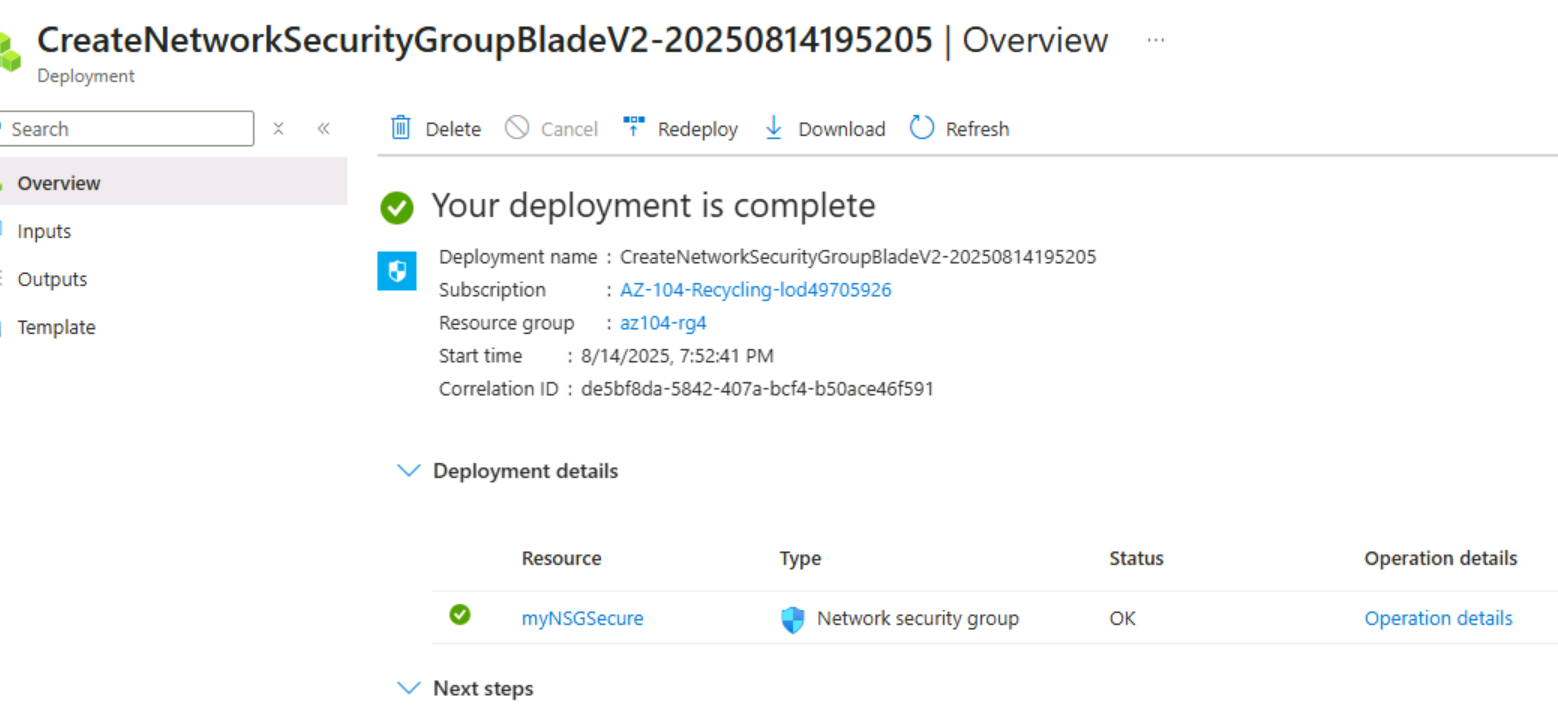 CreateNetworkSecurityGroupBladeV2-20250814195205 | Overview ...
Deployment
Search
Delete Cancel Redeploy Download Refresh
Overview
Inputs
Outputs
Template
Your deployment is complete
Deployment name : CreateNetworkSecurityGroupBladeV2-20250814195205
Subscription : AZ-104-Recycling-lod49705926
Resource group : az104-rg4
Start time : 8/14/2025, 7:52:41 PM
Correlation ID : de5bf8da-5842-407a-bcf4-b50ace46f591
Deployment details
Resource Type Status Operation details
myNSGSecure Network security group OK Operation details
Next steps